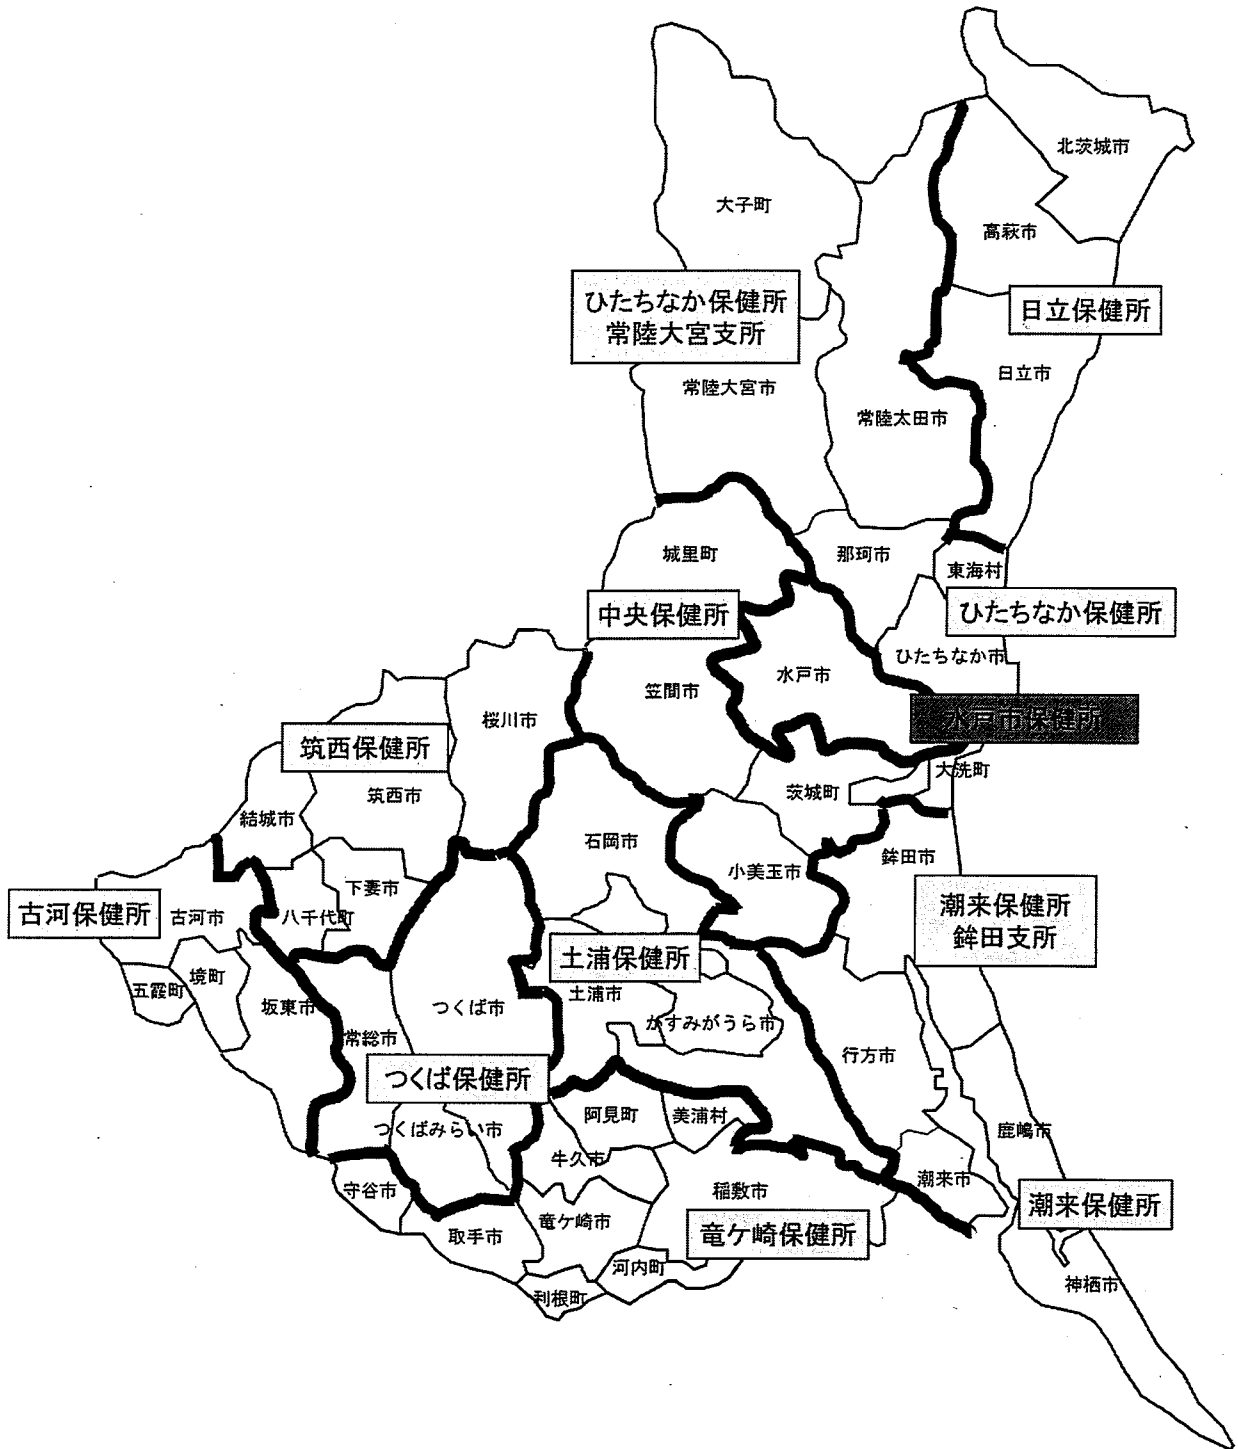 北茨城市
大子町
高萩市
ひたちなか保健所
常陸大宮支所
日立保健所
日立市
常陸大宮市
常陸太田市
城里町
那珂市
東海村
中央保健所
ひたちなか保健所
ひたちなか市
水戸市
笠間市
桜川市
水戸市保健所
筑西保健所
大洗町
茨城町
筑西市
結城市
石岡市
小美玉市
鉾田市
下妻市
古河保健所
古河市
八千代町
潮来保健所
鉾田支所
土浦保健所
境町
五霞町
坂東市
つくば市
土浦市
かすみがうら市
常総市
行方市
つくば保健所
阿見町
美浦村
つくばみらい市
鹿嶋市
牛久市
守谷市
稲敷市
潮来市
潮来保健所
取手市
竜ケ崎市
竜ケ崎保健所
河内町
神栖市
利根町